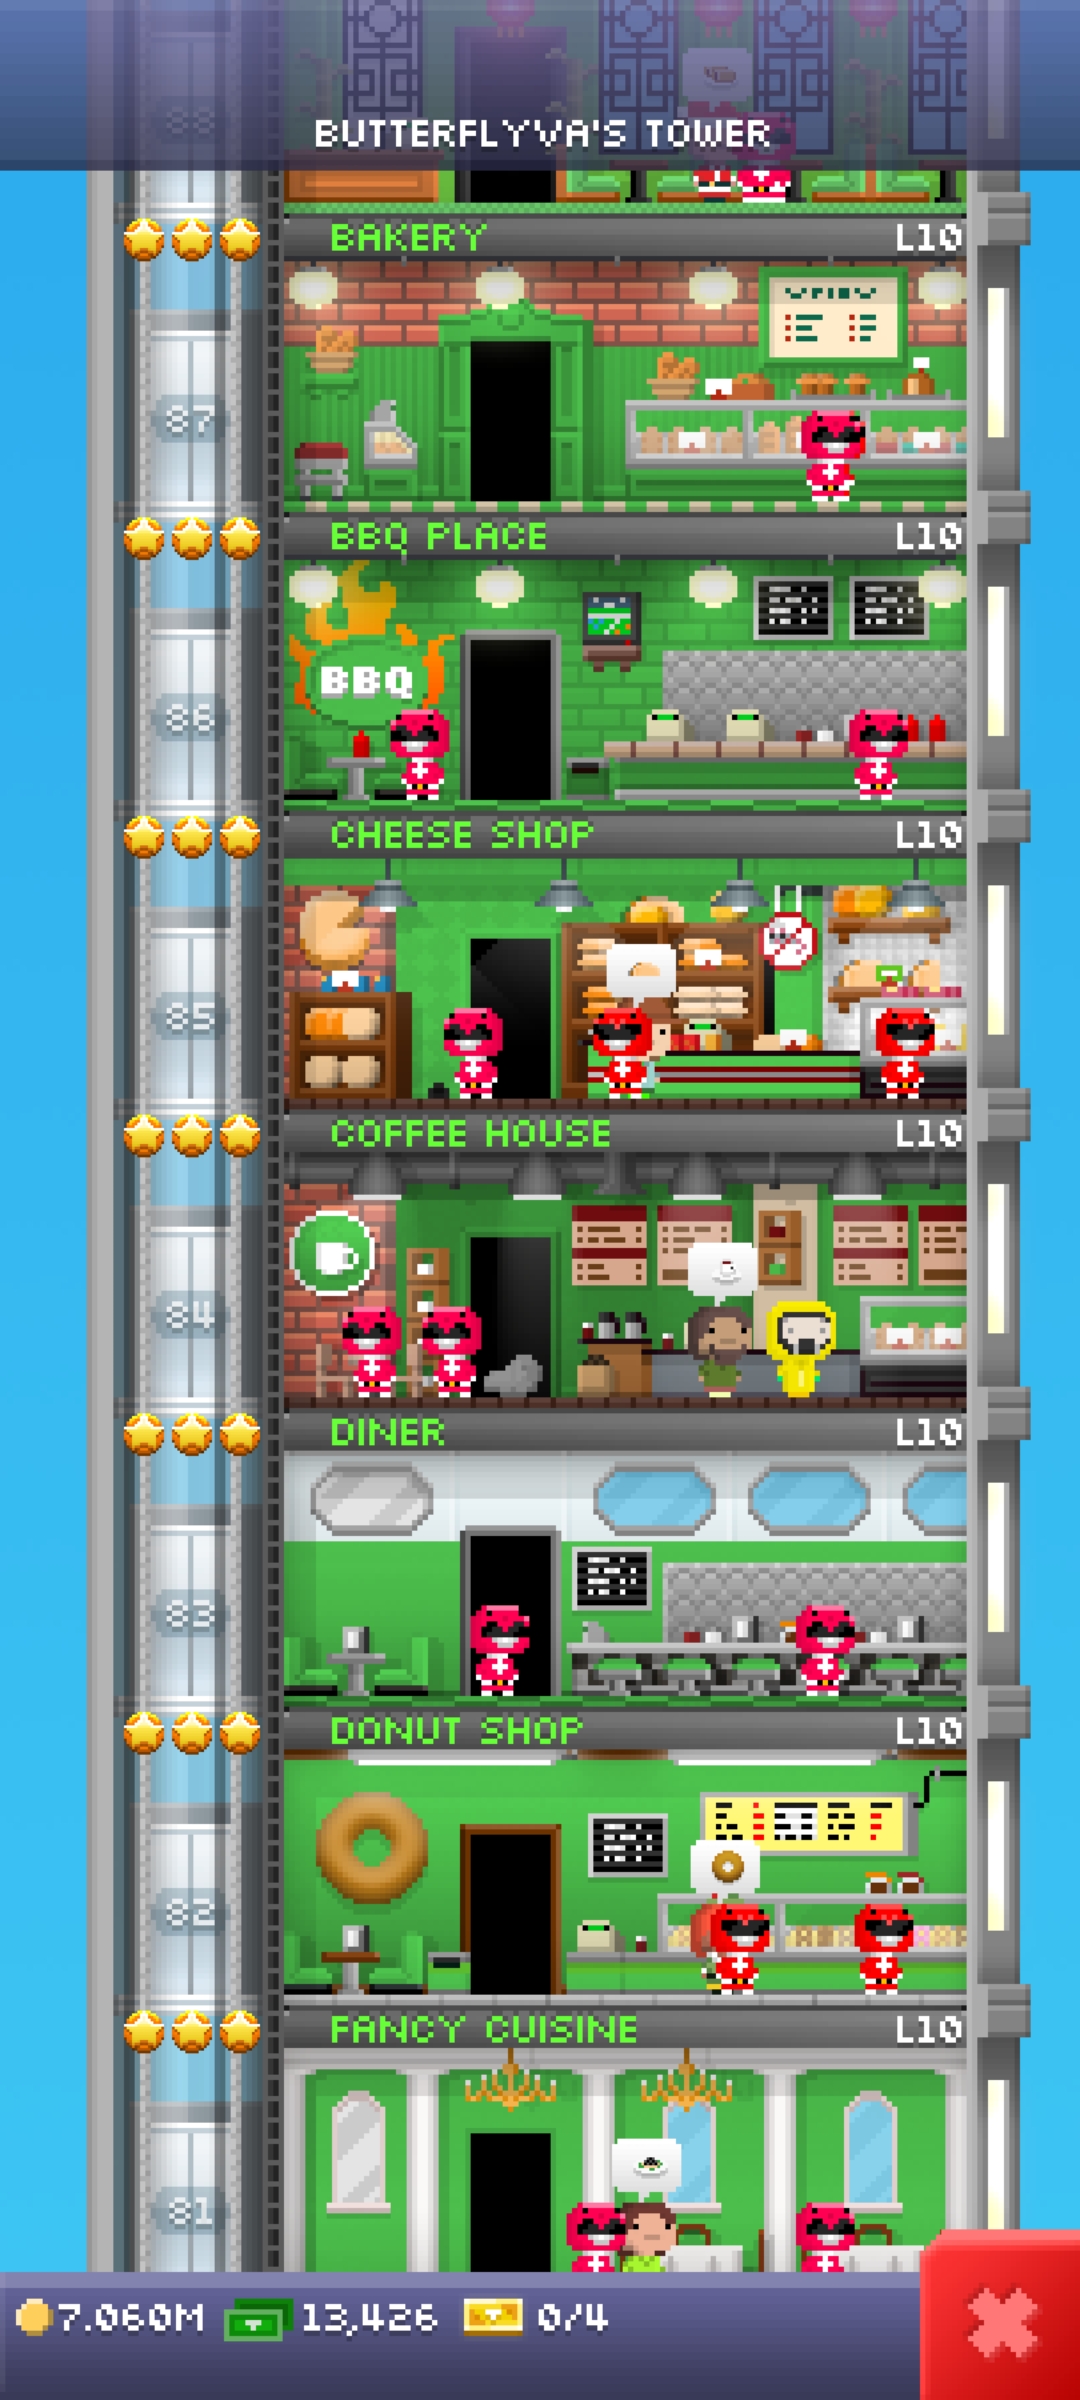 88
BUTTERFLYVA'S TOWER
BAKERY L10
87
BBQ PLACE L10
BBQ
86
CHEESE SHOP L10
85
COFFEE HOUSE L10
84
DINER L10
83
DONUT SHOP L10
82
FANCY CUISINE L10
81
7.060M 13,426 0/4